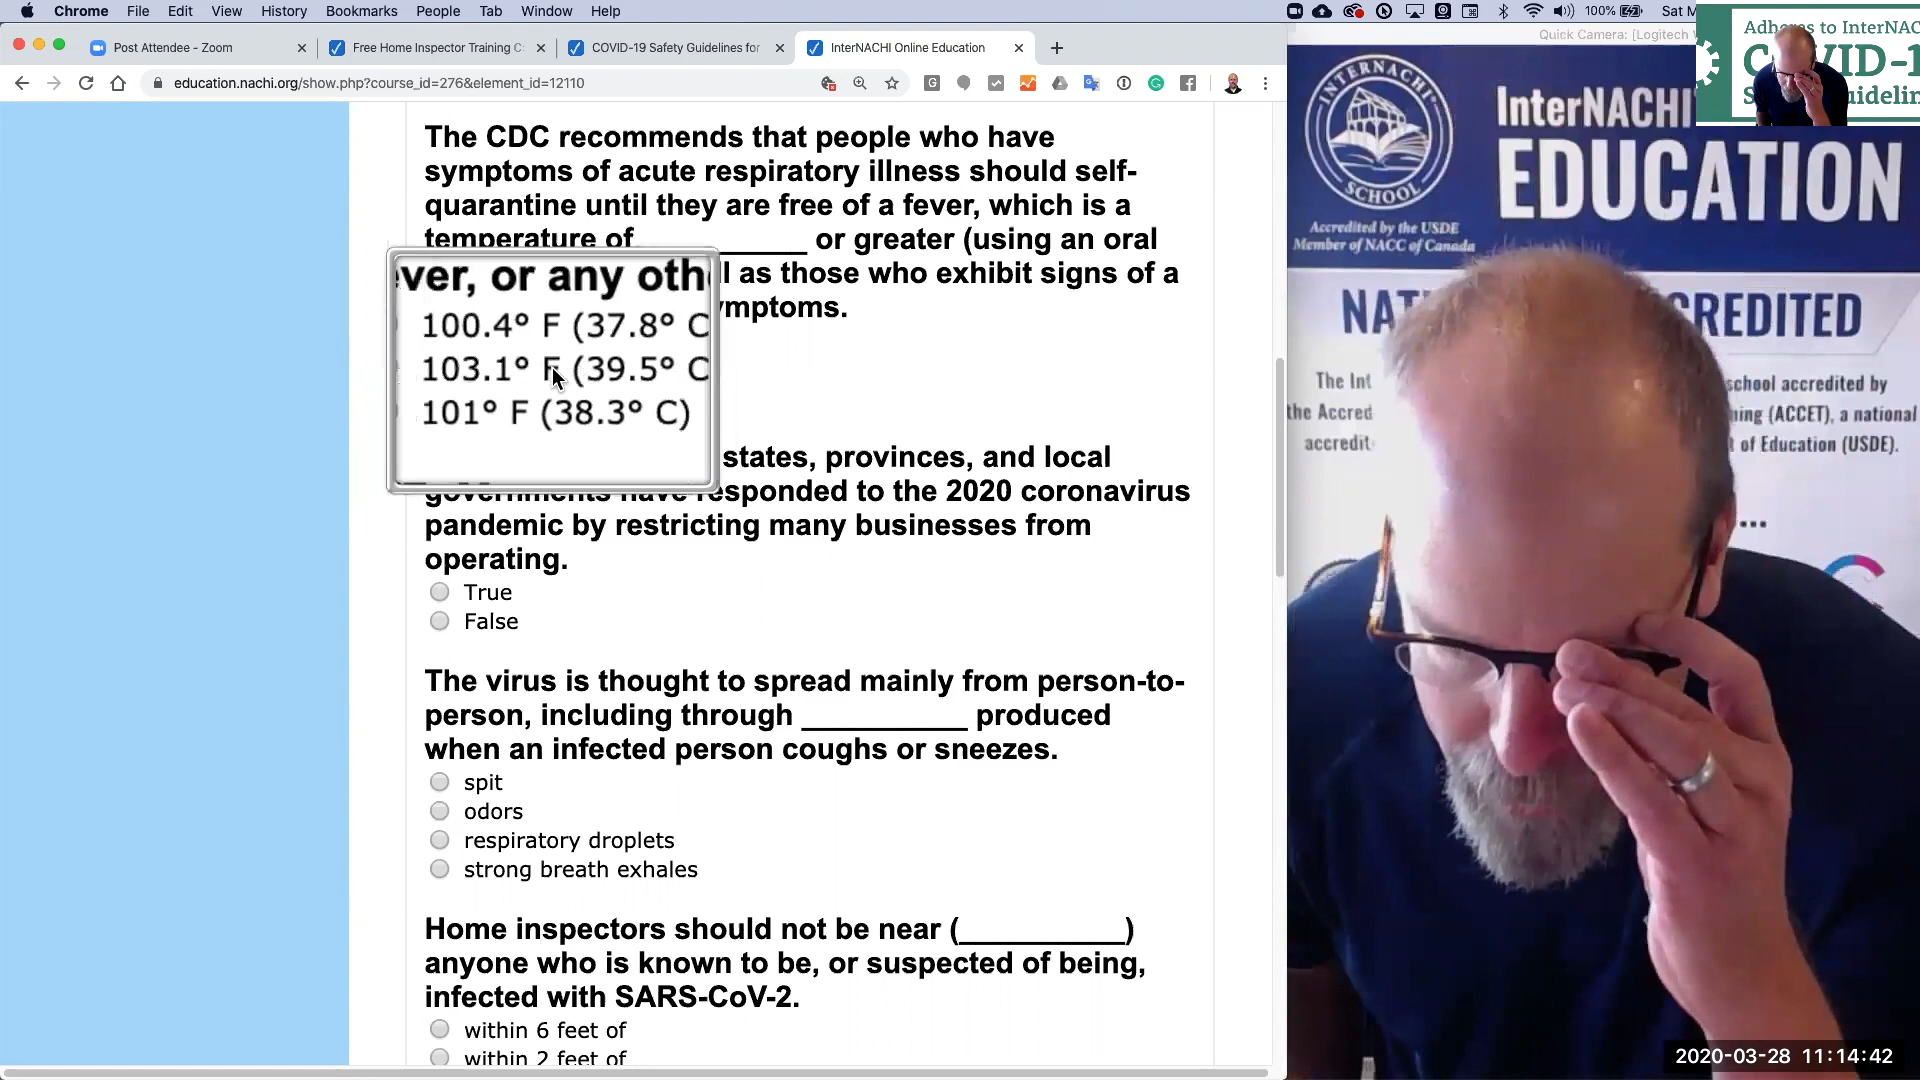 Chrome File Edit View History Bookmarks People Tab Window Help
100% Sat
Quick Camera: [Logitech
Post Attendee - Zoom
Free Home Inspector Training C
COVID-19 Safety Guidelines for
InterNACHI Online Education
education.nachi.org/show.php?course_id=276&element_id=12110
The CDC recommends that people who have
symptoms of acute respiratory illness should self-
quarantine until they are free of a fever, which is a
temperature of __________ or greater (using an oral
as those who exhibit signs of a
ver, or any oth
100.4° F (37.8° C
103.1° F (39.5° C
101° F (38.3° C)
states, provinces, and local
governments have responded to the 2020 coronavirus
pandemic by restricting many businesses from
operating.
True
False
The virus is thought to spread mainly from person-to-
person, including through __________ produced
when an infected person coughs or sneezes.
spit
odors
respiratory droplets
strong breath exhales
Home inspectors should not be near (__________)
anyone who is known to be, or suspected of being,
infected with SARS-CoV-2.
within 6 feet of
within 2 feet of
INTERNACHI
SCHOOL
Accredited by the USDE
Member of NACC of Canada
InterNACHI
EDUCATION
The Int
school accredited by
the Accred
ning (ACCET), a national
accredit
t of Education (USDE).
2020-03-28 11:14:42